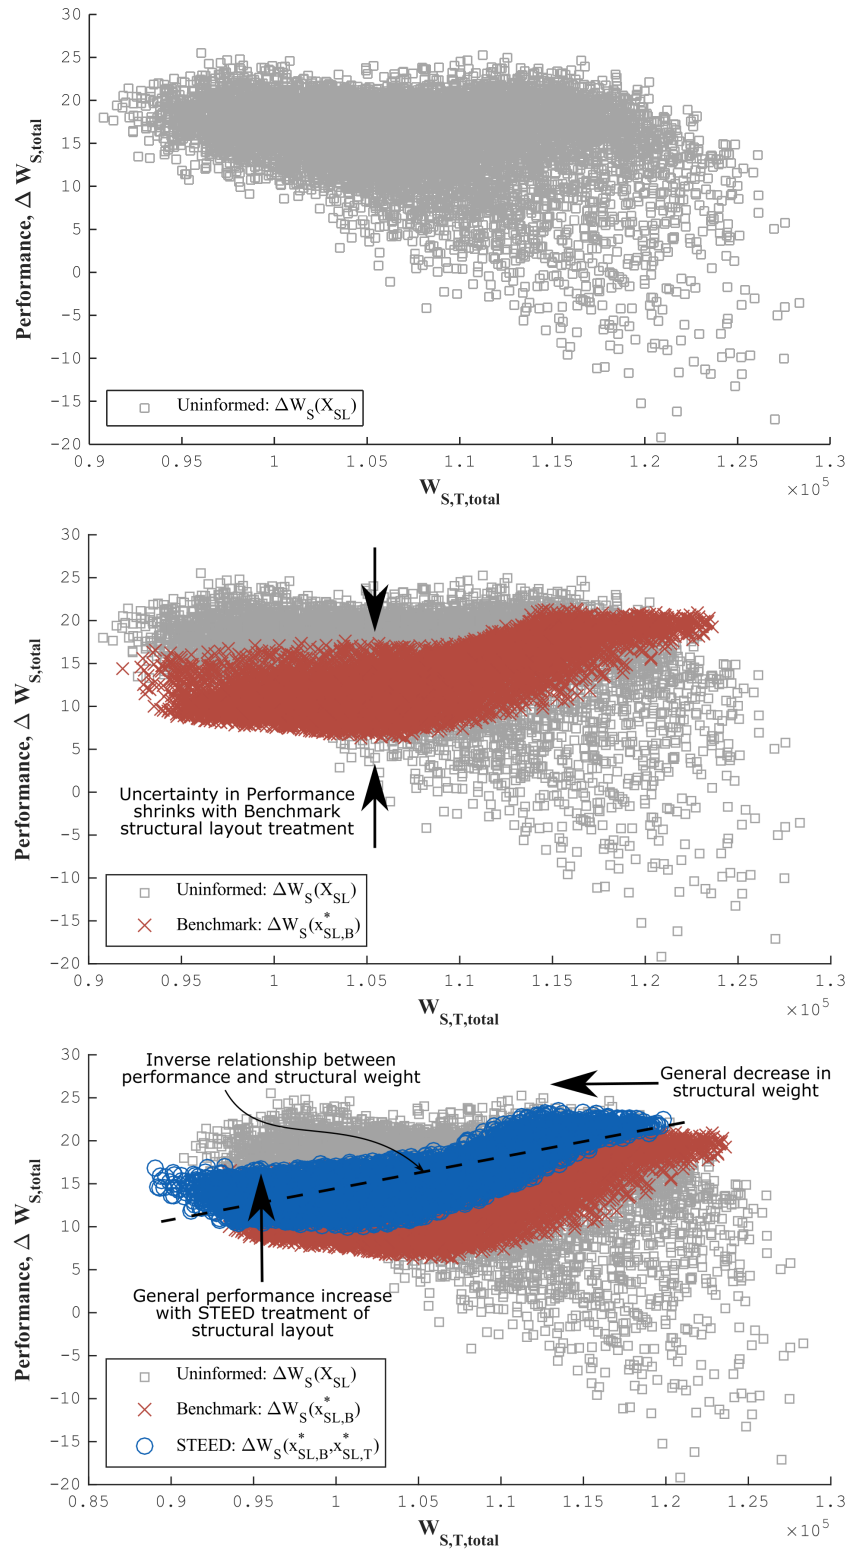 30
25
20
15
10
5
0
-5
-10
-15
-20
Performance, Δ W_S,total
Uninformed: ΔW_S(X_SL)
0.9 0.95 1 1.05 1.1 1.15 1.2 1.25 1.3
W_S,T,total
×10^5
30
25
20
15
10
5
0
-5
-10
-15
-20
Performance, Δ W_S,total
Uncertainty in Performance
shrinks with Benchmark
structural layout treatment
Uninformed: ΔW_S(X_SL)
Benchmark: ΔW_S(x*_SL,B)
0.9 0.95 1 1.05 1.1 1.15 1.2 1.25 1.3
W_S,T,total
×10^5
30
25
20
15
10
5
0
-5
-10
-15
-20
Performance, Δ W_S,total
Inverse relationship between
performance and structural weight
General decrease in
structural weight
General performance increase
with STEED treatment of
structural layout
Uninformed: ΔW_S(X_SL)
Benchmark: ΔW_S(x*_SL,B)
STEED: ΔW_S(x*_SL,B,x*_SL,T)
0.85 0.9 0.95 1 1.05 1.1 1.15 1.2 1.25 1.3
W_S,T,total
×10^5